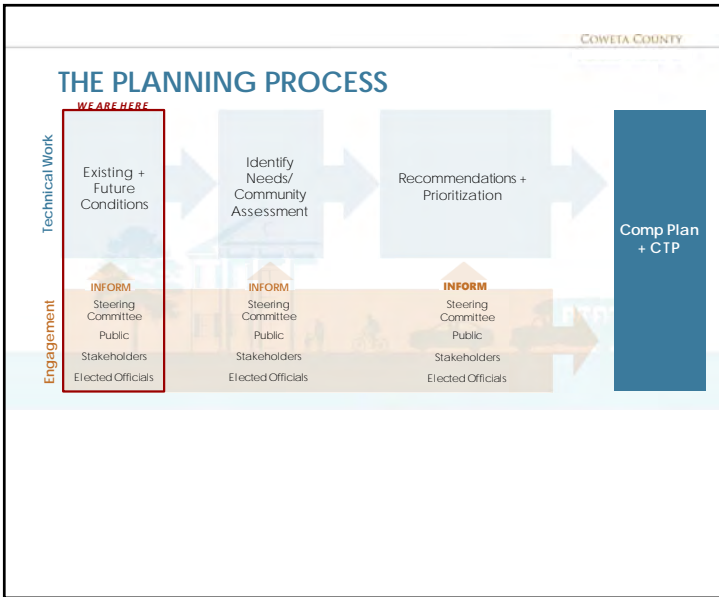 COWETA COUNTY
THE PLANNING PROCESS
WE ARE HERE
Technical Work
Existing +
Future
Conditions
Identify
Needs/
Community
Assessment
Recommendations +
Prioritization
Comp Plan
+ CTP
Engagement
INFORM
Steering
Committee
Public
Stakeholders
Elected Officials
INFORM
Steering
Committee
Public
Stakeholders
Elected Officials
INFORM
Steering
Committee
Public
Stakeholders
Elected Officials